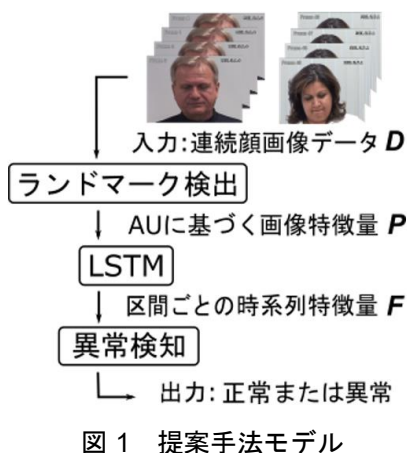 入力:連続顔画像データ D
ランドマーク検出
AUに基づく画像特徴量 P
LSTM
区間ごとの時系列特徴量 F
異常検知
出力: 正常または異常
図 1 提案手法モデル